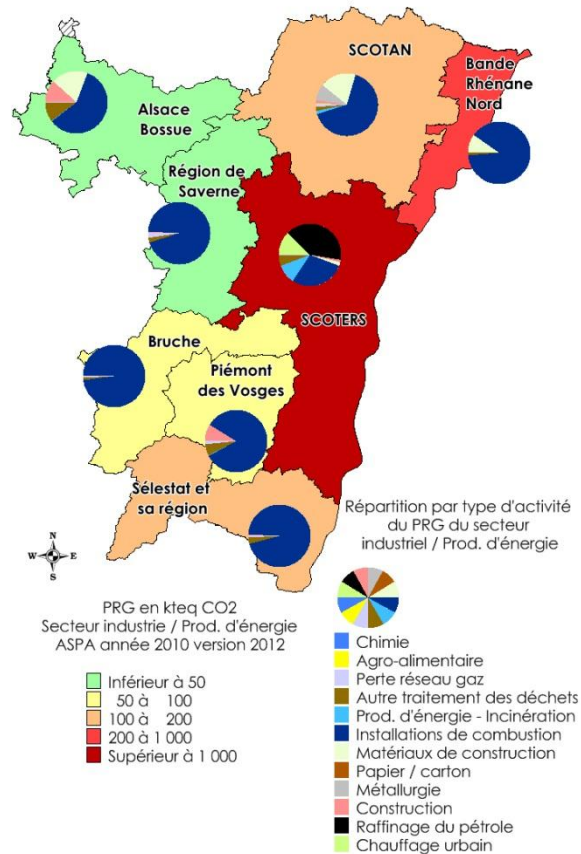 SCOTAN
Bande
Rhénane
Nord
Alsace
Bossue
Région de
Saverne
SCOTERS
Bruche
Piémont
des Vosges
Sélestat et
sa région
N
W E
S
Répartition par type d'activité
du PRG du secteur
industriel / Prod. d'énergie
PRG en kteq CO2
Secteur industrie / Prod. d'énergie
ASPA année 2010 version 2012
Inférieur à 50
50 à 100
100 à 200
200 à 1 000
Supérieur à 1 000
Chimie
Agro-alimentaire
Perte réseau gaz
Autre traitement des déchets
Prod. d'énergie - Incinération
Installations de combustion
Matériaux de construction
Papier / carton
Métallurgie
Construction
Raffinage du pétrole
Chauffage urbain